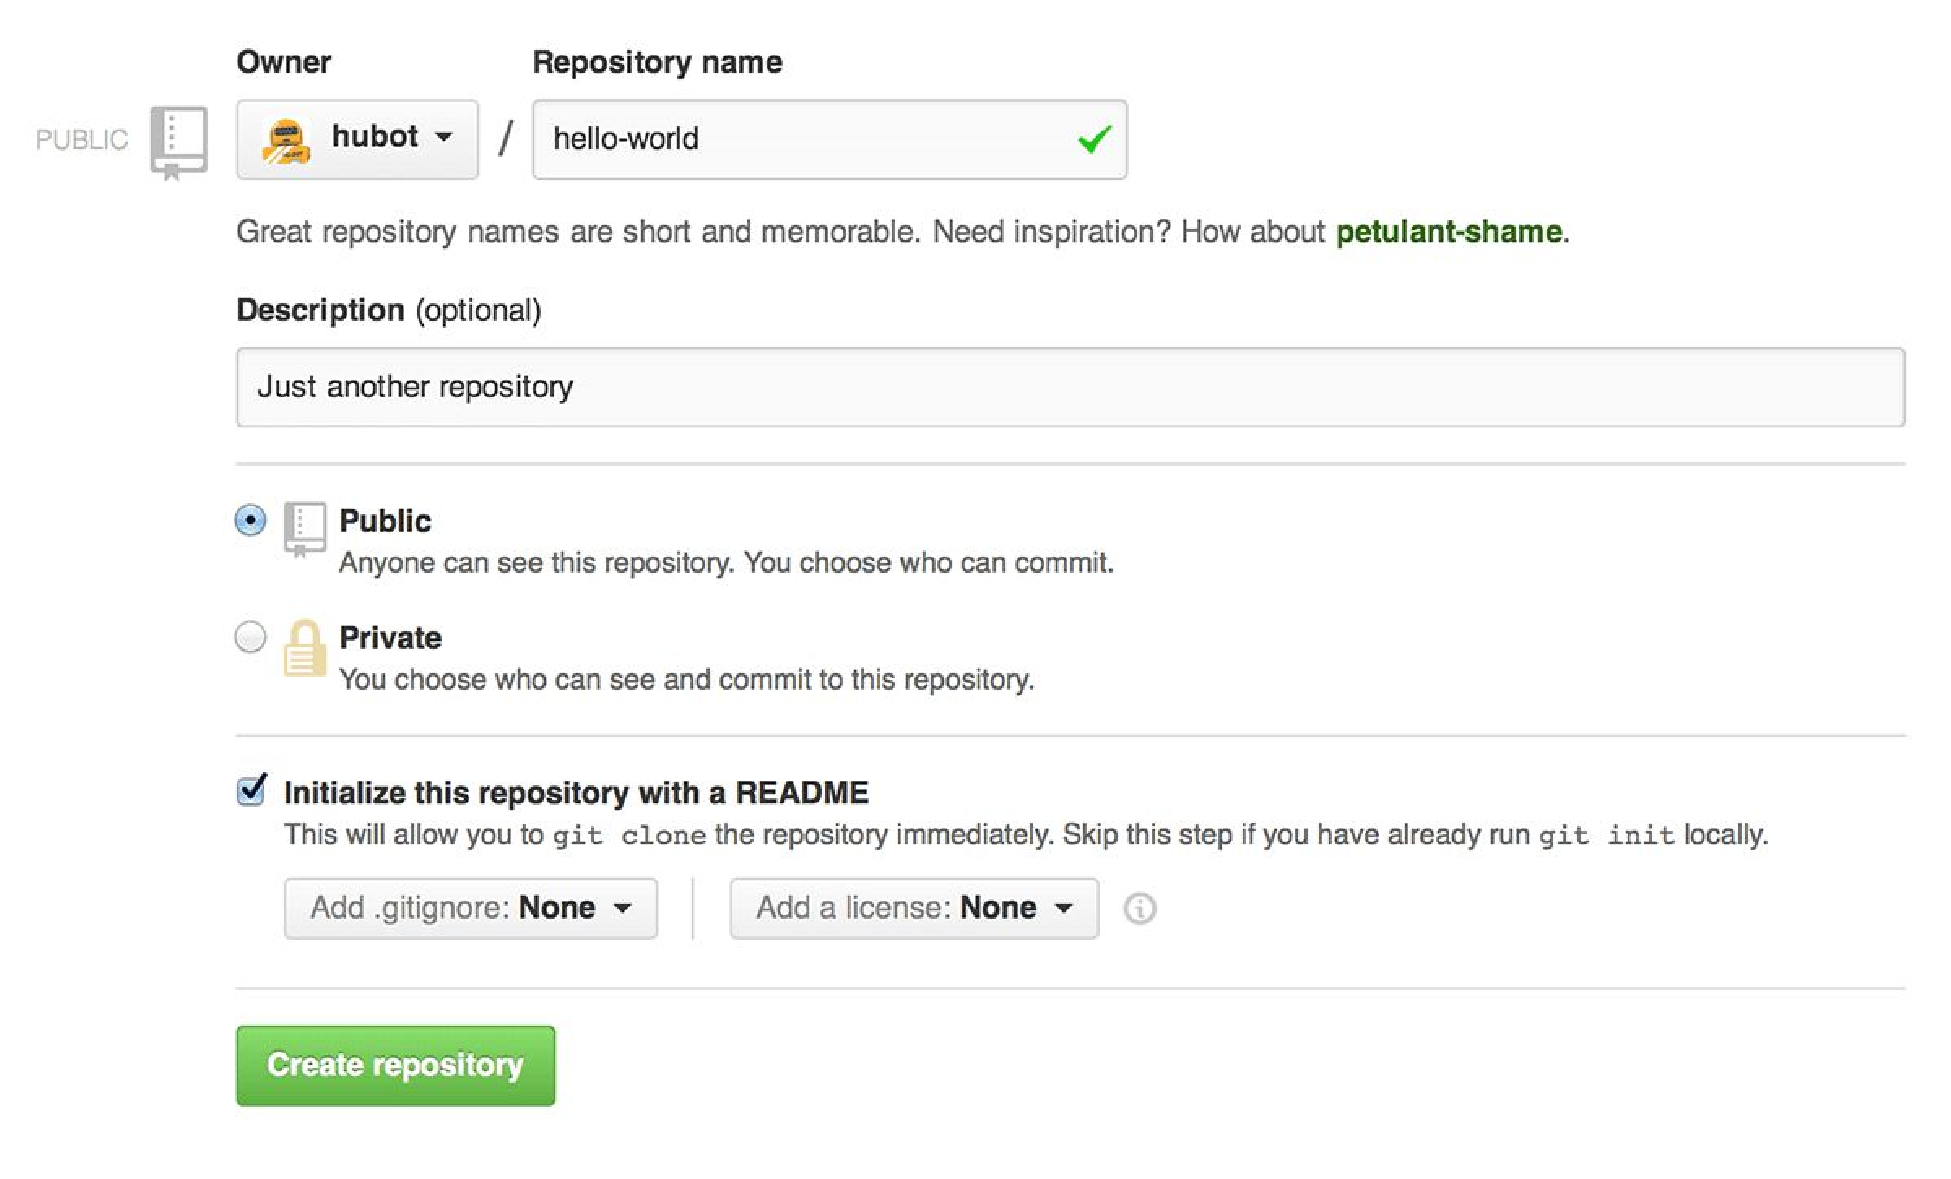 Owner Repository name
PUBLIC hubot / hello-world
Great repository names are short and memorable. Need inspiration? How about petulant-shame.
Description (optional)
Just another repository
Public
Anyone can see this repository. You choose who can commit.
Private
You choose who can see and commit to this repository.
Initialize this repository with a README
This will allow you to git clone the repository immediately. Skip this step if you have already run git init locally.
Add .gitignore: None Add a license: None
Create repository